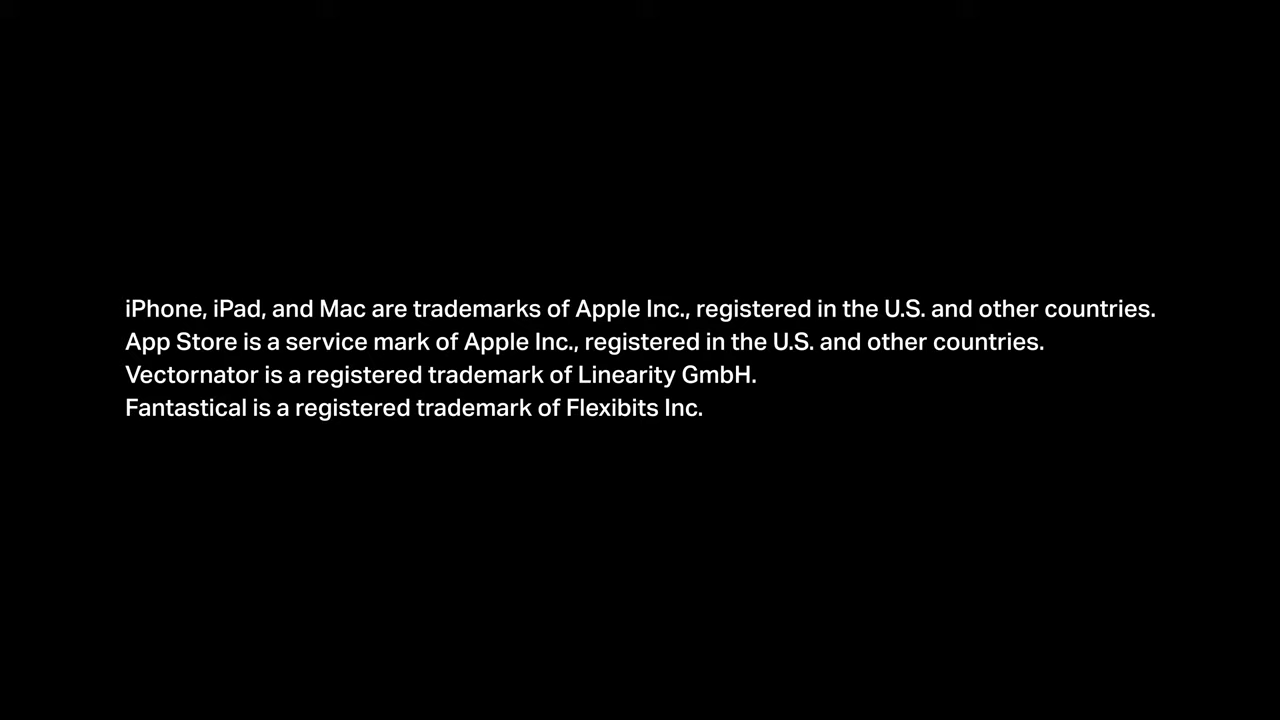 iPhone, iPad, and Mac are trademarks of Apple Inc., registered in the U.S. and other countries.
App Store is a service mark of Apple Inc., registered in the U.S. and other countries.
Vectornator is a registered trademark of Linearity GmbH.
Fantastical is a registered trademark of Flexibits Inc.